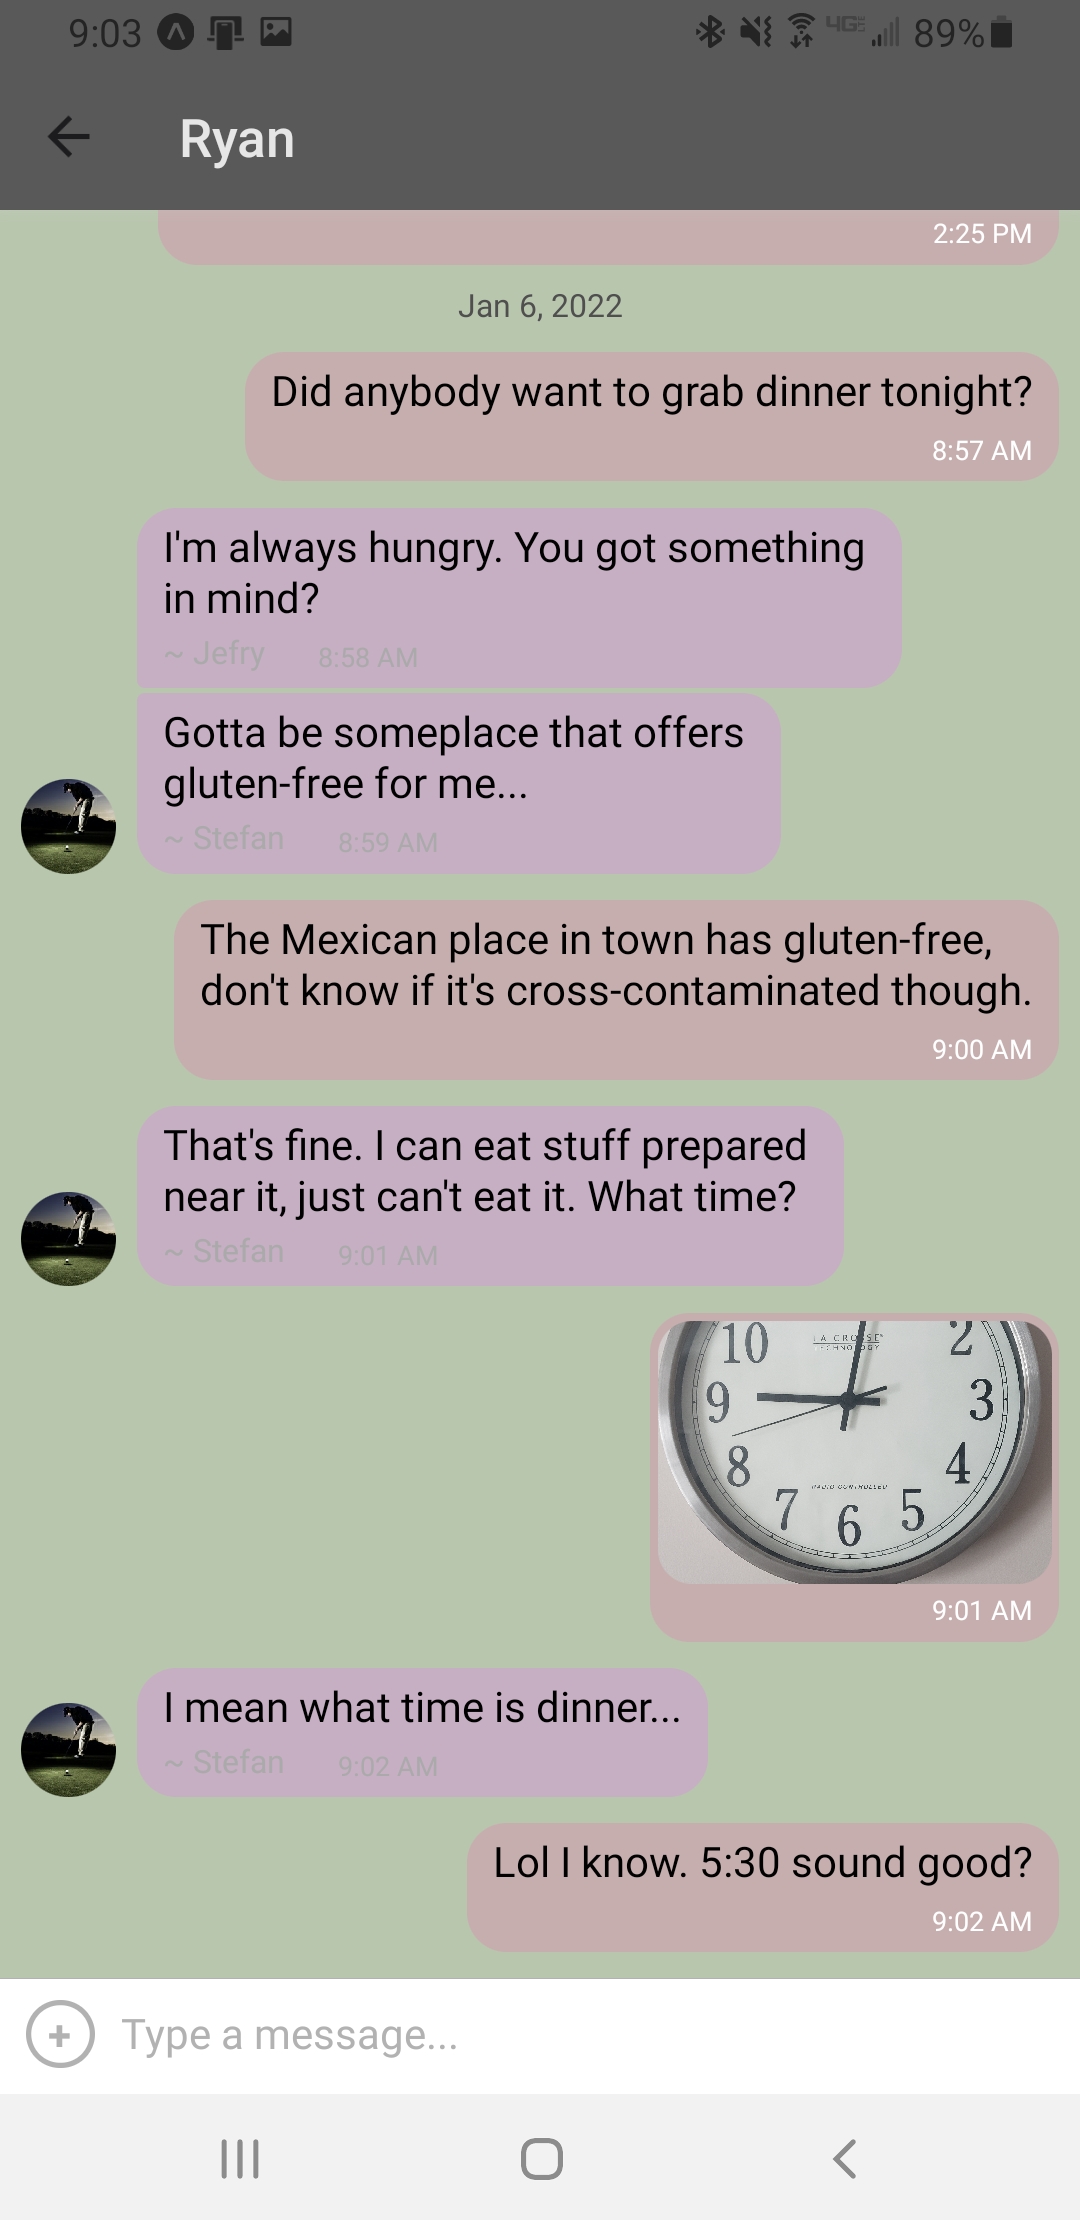 9:03
4G
89%
Ryan
2:25 PM
Jan 6, 2022
Did anybody want to grab dinner tonight?
8:57 AM
I'm always hungry. You got something
in mind?
~ Jefry 8:58 AM
Gotta be someplace that offers
gluten-free for me...
~ Stefan 8:59 AM
The Mexican place in town has gluten-free,
don't know if it's cross-contaminated though.
9:00 AM
That's fine. I can eat stuff prepared
near it, just can't eat it. What time?
~ Stefan 9:01 AM
10 2
9 3
8 4
7 6 5
RADIO CONTROLLED
9:01 AM
I mean what time is dinner...
~ Stefan 9:02 AM
Lol I know. 5:30 sound good?
9:02 AM
Type a message...